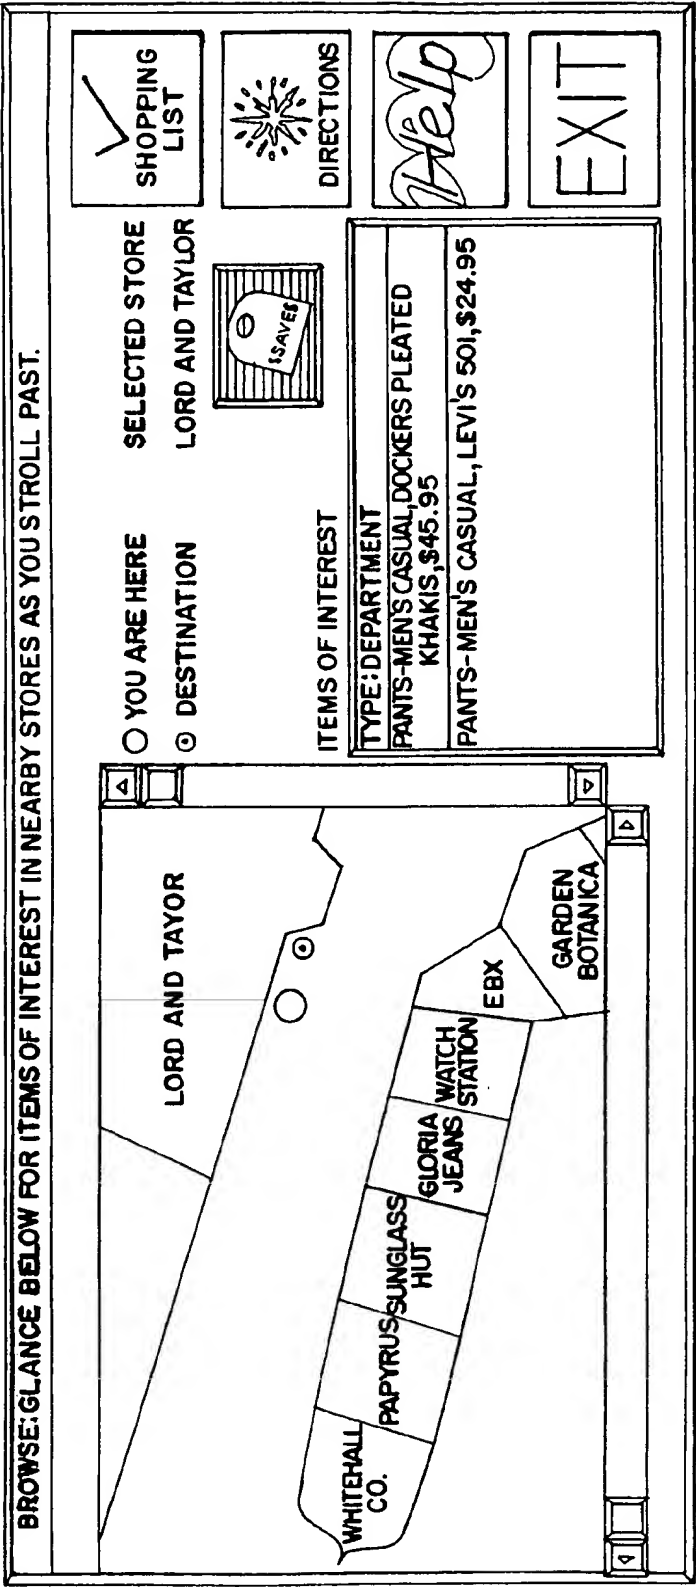 BROWSE: GLANCE BELOW FOR ITEMS OF INTEREST IN NEARBY STORES AS YOU STROLL PAST.
LORD AND TAYOR
WHITEHALL
CO.
PAPYRUS
SUNGLASS
HUT
GLORIA
JEANS
WATCH
STATION
EBX
GARDEN
BOTANICA
YOU ARE HERE
DESTINATION
SELECTED STORE
LORD AND TAYLOR
$SAVE$
ITEMS OF INTEREST
TYPE: DEPARTMENT
PANTS-MEN'S CASUAL, DOCKERS PLEATED
KHAKIS, $45.95
PANTS-MEN'S CASUAL, LEVI'S 501, $24.95
SHOPPING
LIST
DIRECTIONS
Help
EXIT